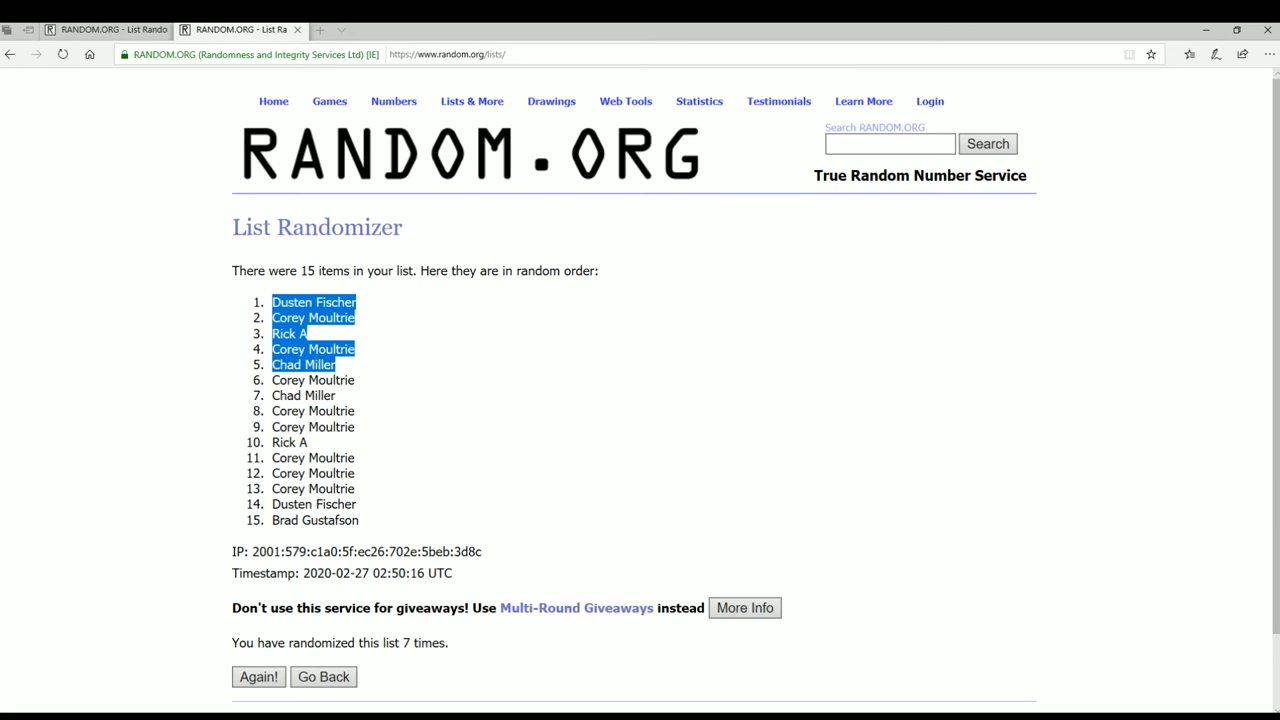 RANDOM.ORG - List Rando
RANDOM.ORG - List Ra
RANDOM.ORG (Randomness and Integrity Services Ltd) [IE]
https://www.random.org/lists/
Home Games Numbers Lists & More Drawings Web Tools Statistics Testimonials Learn More Login
RANDOM.ORG
Search RANDOM.ORG
Search
True Random Number Service
List Randomizer
There were 15 items in your list. Here they are in random order:
1. Dusten Fischer
2. Corey Moultrie
3. Rick A
4. Corey Moultrie
5. Chad Miller
6. Corey Moultrie
7. Chad Miller
8. Corey Moultrie
9. Corey Moultrie
10. Rick A
11. Corey Moultrie
12. Corey Moultrie
13. Corey Moultrie
14. Dusten Fischer
15. Brad Gustafson
IP: 2001:579:c1a0:5f:ec26:702e:5beb:3d8c
Timestamp: 2020-02-27 02:50:16 UTC
Don't use this service for giveaways! Use Multi-Round Giveaways instead More Info
You have randomized this list 7 times.
Again! Go Back